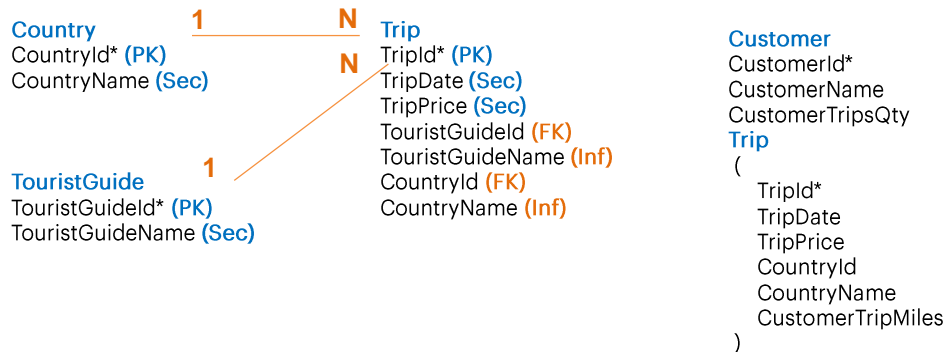 Country
CountryId* (PK)
CountryName (Sec)
1
N
N
1
Trip
TripId* (PK)
TripDate (Sec)
TripPrice (Sec)
TouristGuideId (FK)
TouristGuideName (Inf)
CountryId (FK)
CountryName (Inf)
TouristGuide
TouristGuideId* (PK)
TouristGuideName (Sec)
Customer
CustomerId*
CustomerName
CustomerTripsQty
Trip
(
TripId*
TripDate
TripPrice
CountryId
CountryName
CustomerTripMiles
)